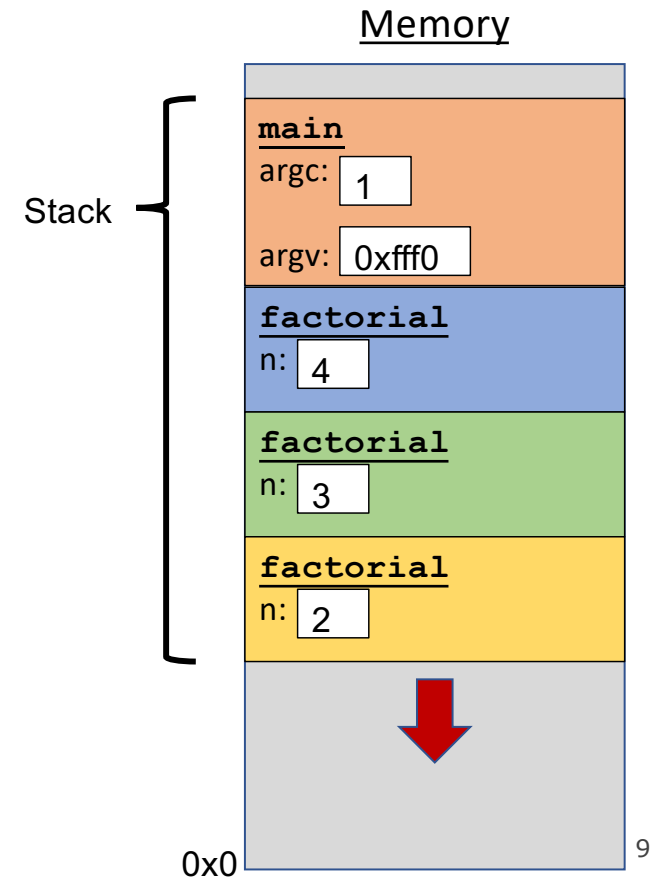 Memory
main
argc: 1
Stack
argv: 0xfff0
factorial
n: 4
factorial
n: 3
factorial
n: 2
0x0
9